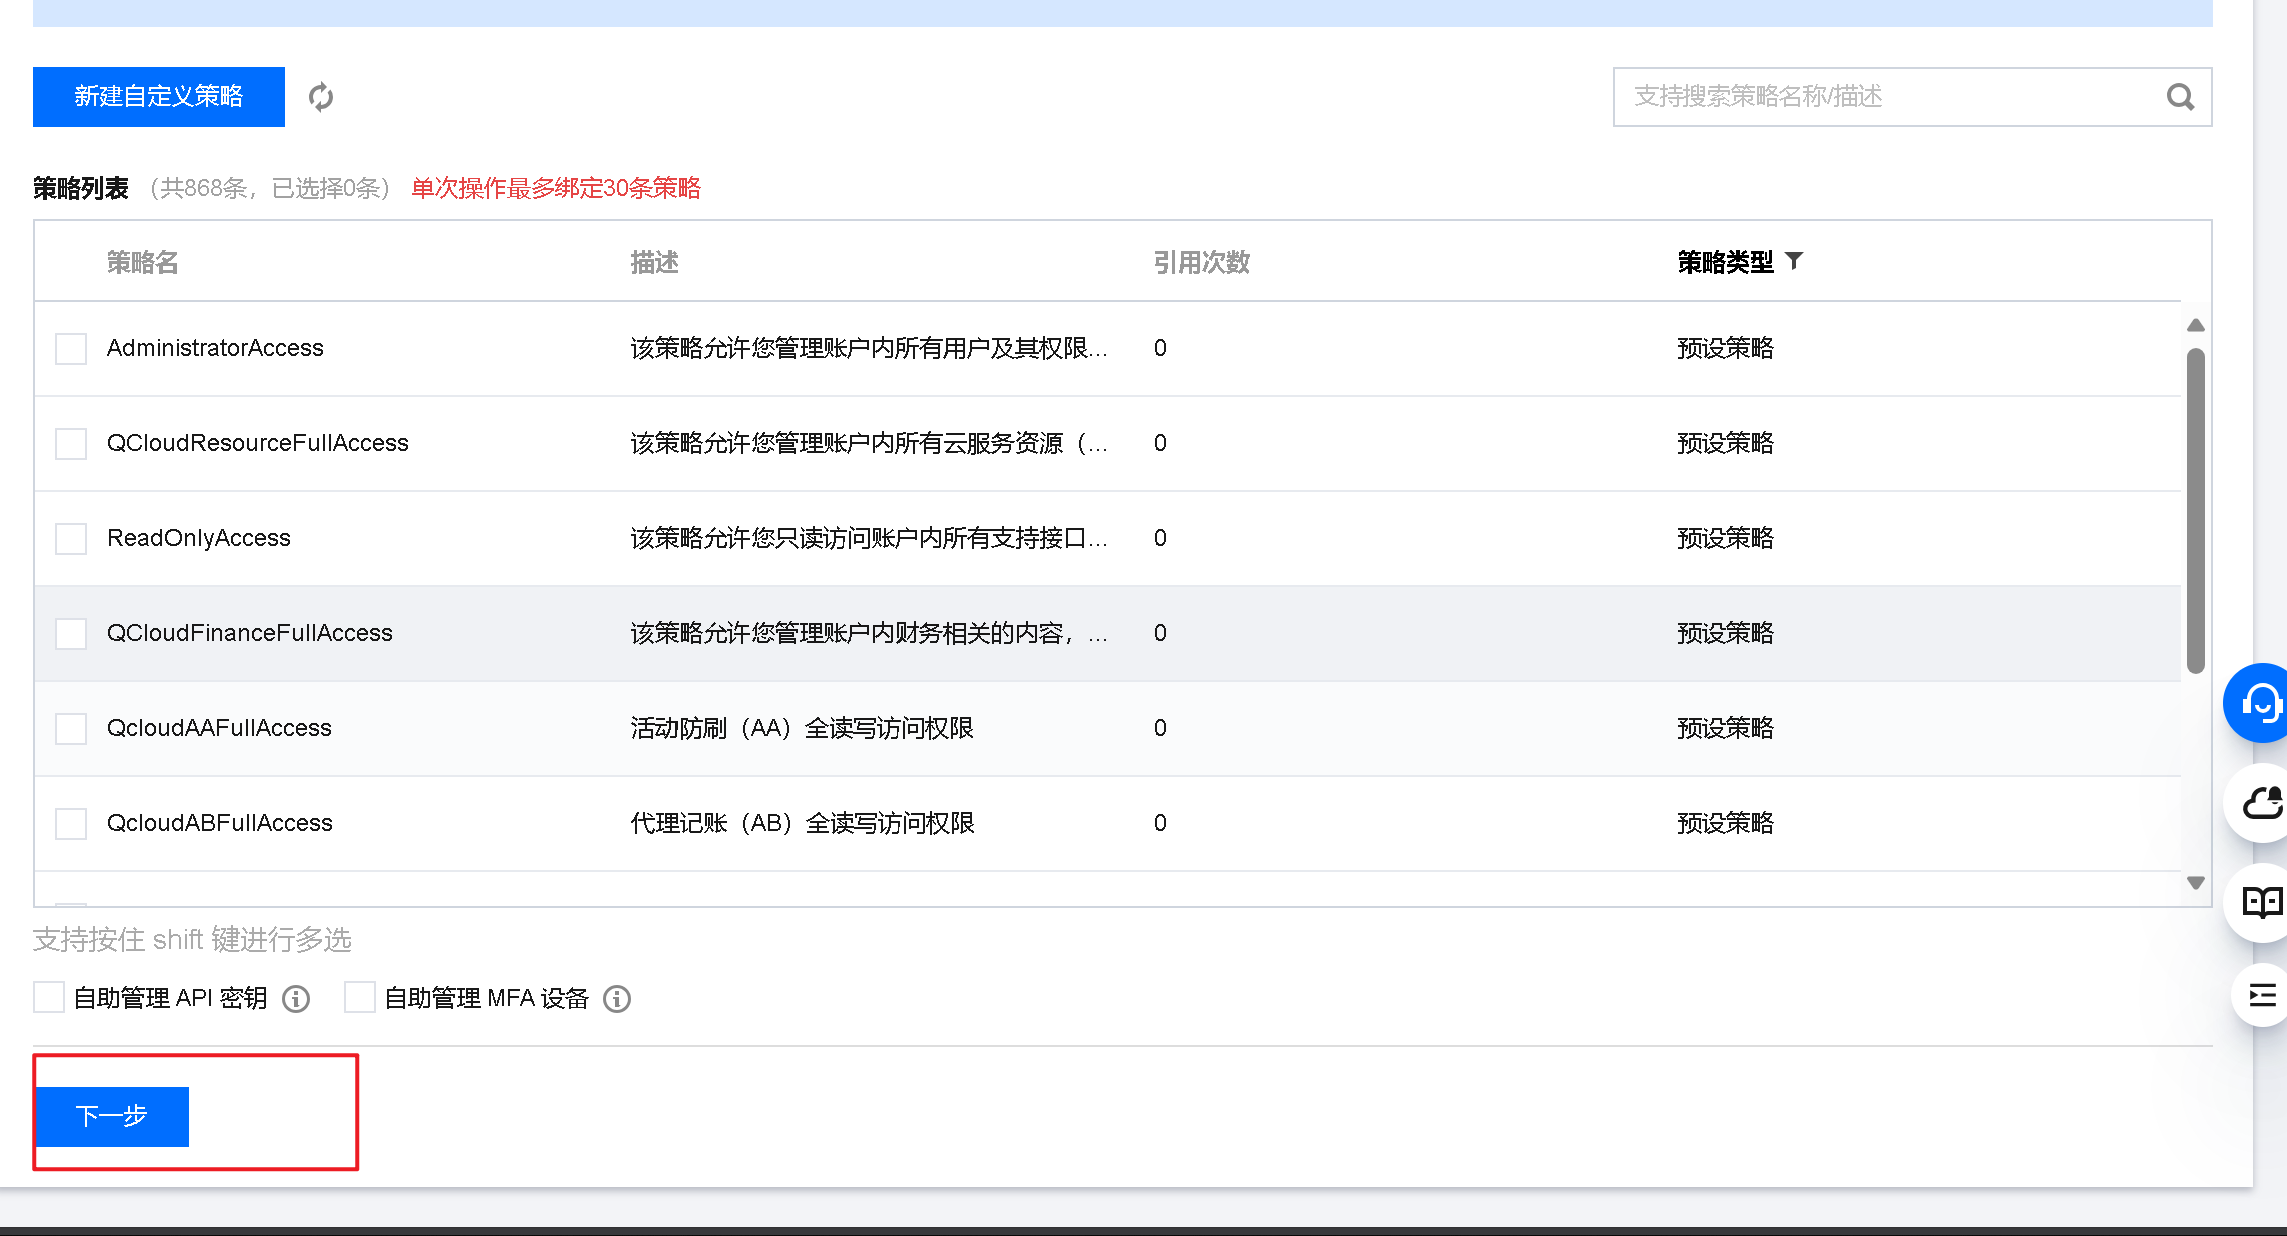 新建自定义策略
支持搜索策略名称/描述
策略列表 (共868条，已选择0条) 单次操作最多绑定30条策略
策略名 描述 引用次数 策略类型
AdministratorAccess 该策略允许您管理账户内所有用户及其权限... 0 预设策略
QCloudResourceFullAccess 该策略允许您管理账户内所有云服务资源（... 0 预设策略
ReadOnlyAccess 该策略允许您只读访问账户内所有支持接口... 0 预设策略
QCloudFinanceFullAccess 该策略允许您管理账户内财务相关的内容，... 0 预设策略
QcloudAAFullAccess 活动防刷（AA）全读写访问权限 0 预设策略
QcloudABFullAccess 代理记账（AB）全读写访问权限 0 预设策略
支持按住 shift 键进行多选
自助管理 API 密钥 自助管理 MFA 设备
下一步